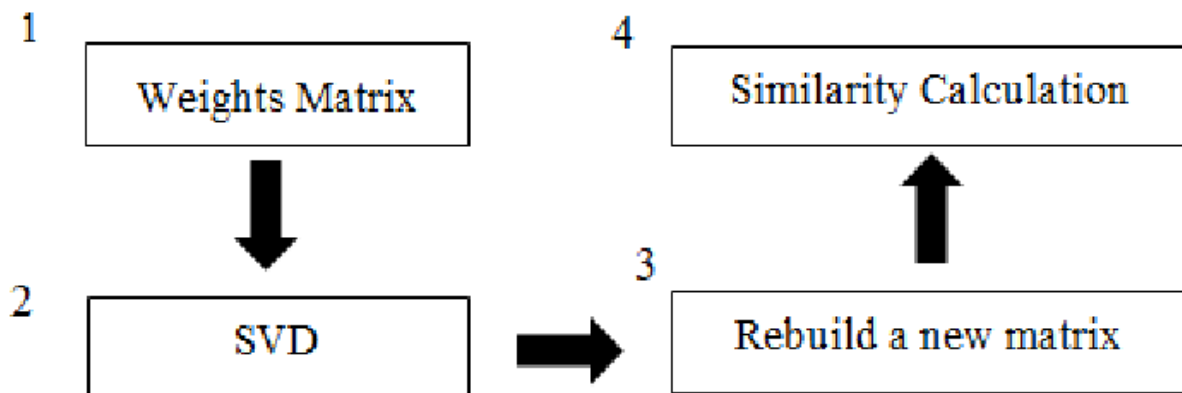 1
Weights Matrix
2
SVD
3
Rebuild a new matrix
4
Similarity Calculation